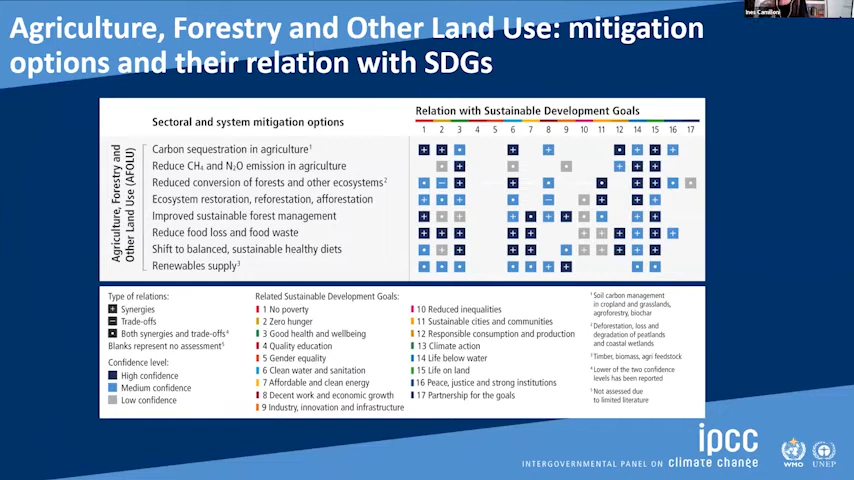 Ines Camilloni
Agriculture, Forestry and Other Land Use: mitigation
options and their relation with SDGs
Sectoral and system mitigation options
Relation with Sustainable Development Goals
1 2 3 4 5 6 7 8 9 10 11 12 14 15 16 17
Agriculture, Forestry and
Other Land Use (AFOLU)
Carbon sequestration in agriculture¹
Reduce CH₄ and N₂O emission in agriculture
Reduced conversion of forests and other ecosystems²
Ecosystem restoration, reforestation, afforestation
Improved sustainable forest management
Reduce food loss and food waste
Shift to balanced, sustainable healthy diets
Renewables supply³
Type of relations:
Synergies
Trade-offs
Both synergies and trade-offs⁴
Blanks represent no assessment⁵
Confidence level:
High confidence
Medium confidence
Low confidence
Related Sustainable Development Goals:
1 No poverty
2 Zero hunger
3 Good health and wellbeing
4 Quality education
5 Gender equality
6 Clean water and sanitation
7 Affordable and clean energy
8 Decent work and economic growth
9 Industry, innovation and infrastructure
10 Reduced inequalities
11 Sustainable cities and communities
12 Responsible consumption and production
13 Climate action
14 Life below water
15 Life on land
16 Peace, justice and strong institutions
17 Partnership for the goals
¹ Soil carbon management
in cropland and grasslands,
agroforestry, biochar
² Deforestation, loss and
degradation of peatlands
and coastal wetlands
³ Timber, biomass, agri feedstock
⁴ Lower of the two confidence
levels has been reported
⁵ Not assessed due
to limited literature
ipcc
INTERGOVERNMENTAL PANEL ON climate change
WMO
UNEP